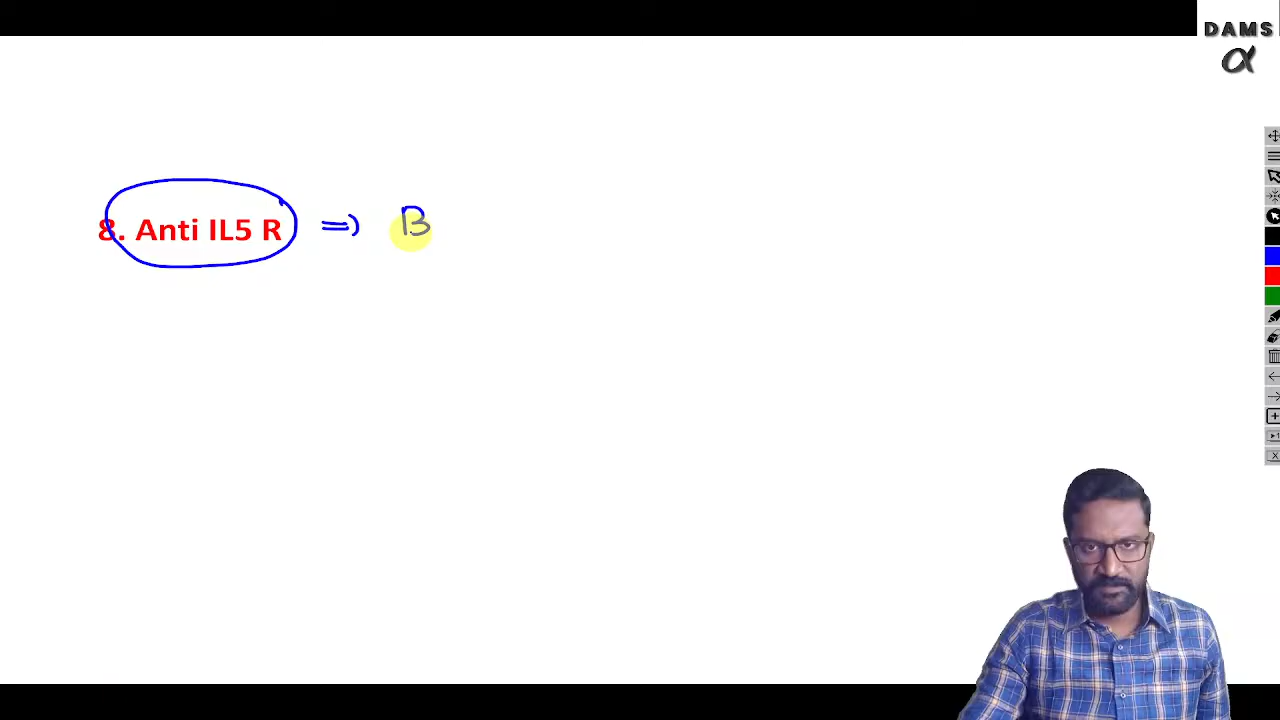 DAMS
α
8. Anti IL5 R ⇒ B